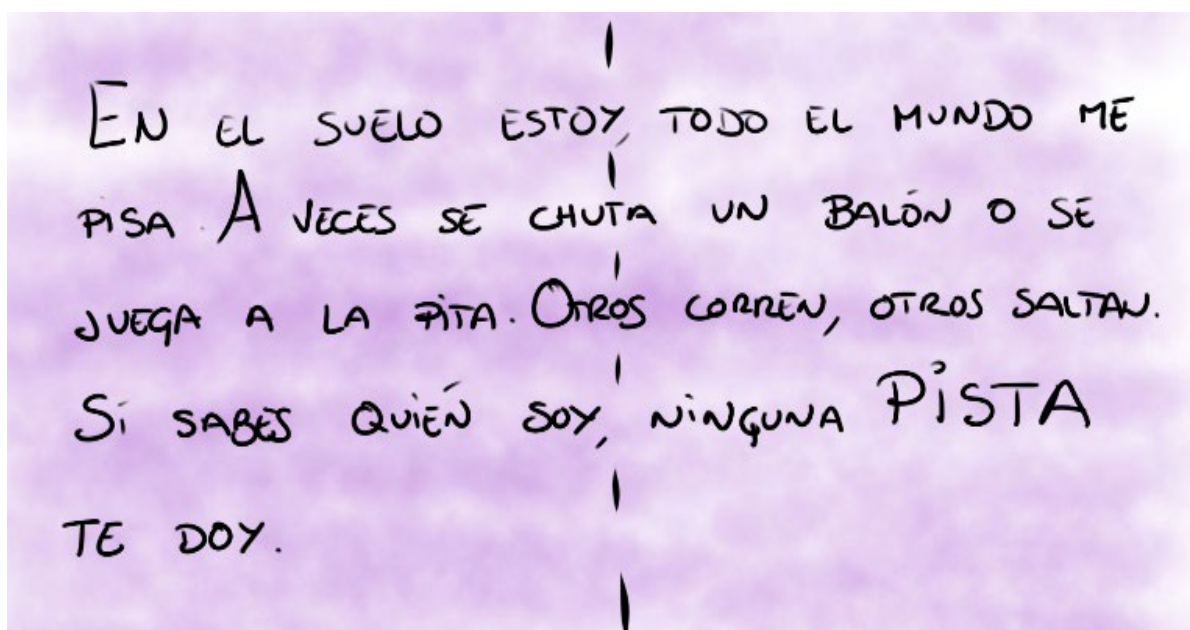 EN EL SUELO ESTOY, TODO EL MUNDO ME
PISA. A VECES SE CHUTA UN BALÓN O SE
JUEGA A LA PITA. OTROS CORREN, OTROS SALTAN.
Si SABES QUiÉN SOY, NiNGUNA PiSTA
TE DOY.